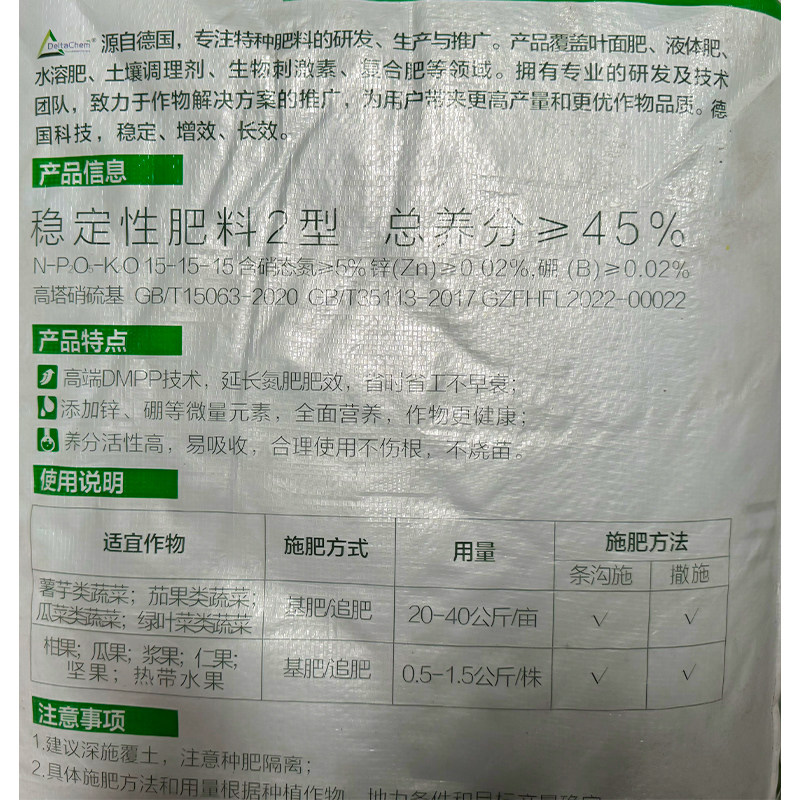 DeltaChem® 源自德国，专注特种肥料的研发、生产与推广。产品覆盖叶面肥、液体肥、
水溶肥、土壤调理剂、生物刺激素、复合肥等领域。拥有专业的研发及技术
团队，致力于作物解决方案的推广，为用户带来更高产量和更优作物品质。德
国科技，稳定、增效、长效。
产品信息
稳定性肥料2型 总养分≥45%
N-P₂O₅-K₂O 15-15-15 含硝态氮≥5% 锌(Zn)≥0.02%,硼 (B)≥0.02%
高塔硝硫基 GB/T15063-2020 GB/T35113-2017 GZFHFL2022-00022
产品特点
高端DMPP技术，延长氮肥肥效，省时省工不早衰；
添加锌、硼等微量元素，全面营养，作物更健康；
养分活性高，易吸收，合理使用不伤根，不烧苗。
使用说明
适宜作物 施肥方式 用量 施肥方法
条沟施 撒施
薯芋类蔬菜；茄果类蔬菜；
瓜菜类蔬菜；绿叶菜类蔬菜
基肥/追肥 20-40公斤/亩 √ √
柑果；瓜果；浆果；仁果；
坚果；热带水果
基肥/追肥 0.5-1.5公斤/株 √ √
注意事项
1.建议深施覆土，注意种肥隔离；
2.具体施肥方法和用量根据种植作物、地力条件和目标产量确定